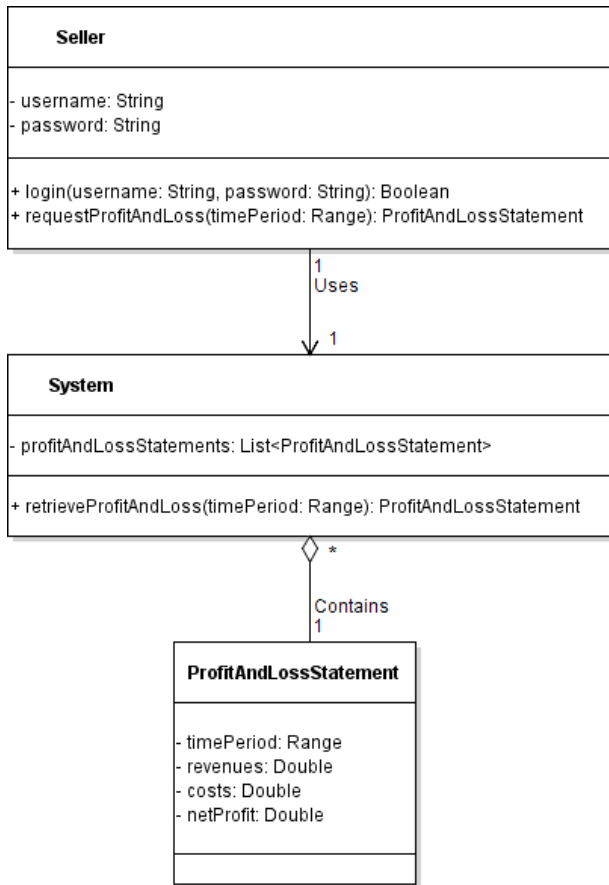 Seller
- username: String
- password: String
+ login(username: String, password: String): Boolean
+ requestProfitAndLoss(timePeriod: Range): ProfitAndLossStatement
1
Uses
1
System
- profitAndLossStatements: List<ProfitAndLossStatement>
+ retrieveProfitAndLoss(timePeriod: Range): ProfitAndLossStatement
*
Contains
1
ProfitAndLossStatement
- timePeriod: Range
- revenues: Double
- costs: Double
- netProfit: Double